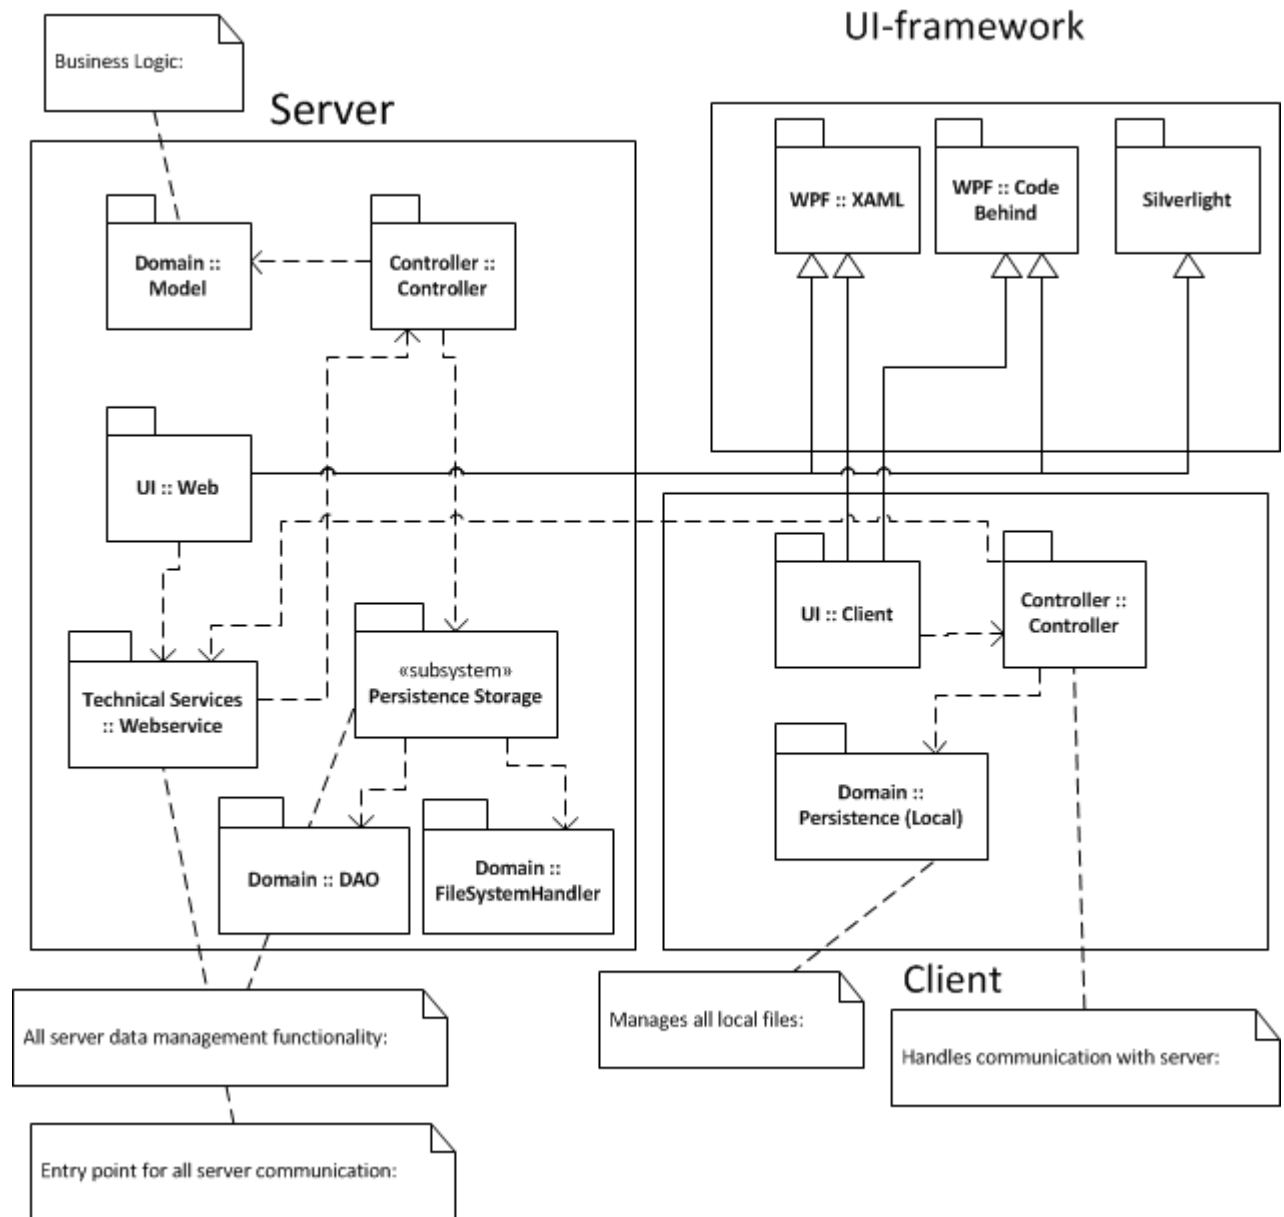 UI-framework
Business Logic:
Server
WPF :: XAML
WPF :: Code
Behind
Silverlight
Domain ::
Model
Controller ::
Controller
UI :: Web
UI :: Client
Controller ::
Controller
«subsystem»
Persistence Storage
Technical Services
:: Webservice
Domain ::
Persistence (Local)
Domain :: DAO
Domain ::
FileSystemHandler
Client
All server data management functionality:
Manages all local files:
Handles communication with server:
Entry point for all server communication: